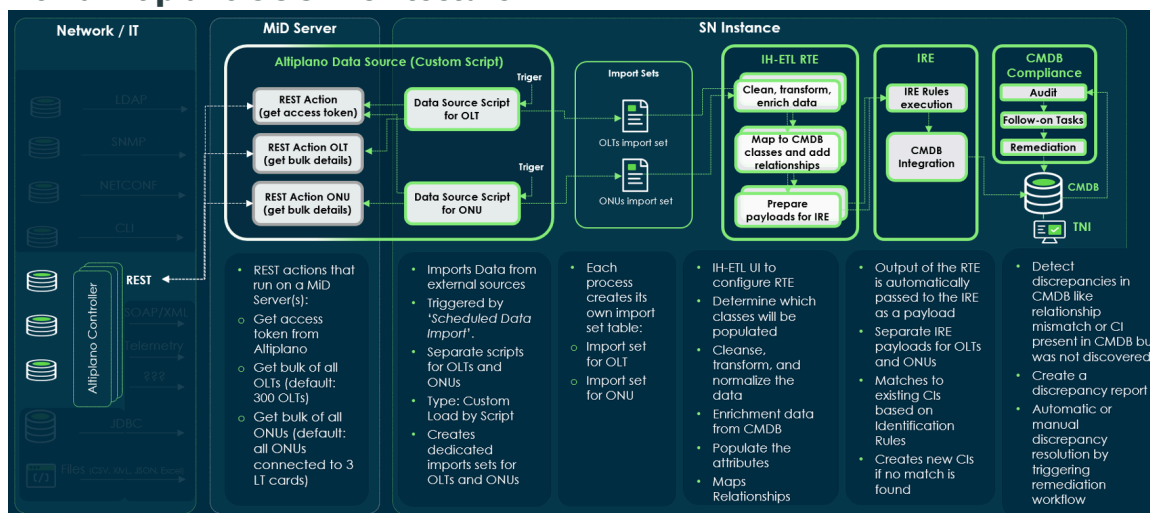 Network / IT
MiD Server
SN Instance
LDAP
SNMP
NETCONF
CLI
REST
SOAP/XML
Telemetry
???
JDBC
Files (CSV, XML, JSON, Excel)
Altiplano Controller
Altiplano Data Source (Custom Script)
REST Action
(get access token)
REST Action OLT
(get bulk details)
REST Action ONU
(get bulk details)
Triger
Data Source Script
for OLT
Triger
Data Source Script
for ONU
Import Sets
OLTs import set
ONUs import set
IH-ETL RTE
Clean, transform,
enrich data
Map to CMDB
classes and add
relationships
Prepare
payloads for IRE
IRE
IRE Rules
execution
CMDB
Integration
CMDB
Compliance
Audit
Follow-on Tasks
Remediation
CMDB
TNI
• REST actions that
run on a MiD
Server(s):
o Get access
token from
Altiplano
o Get bulk of all
OLTs (default:
300 OLTs)
o Get bulk of all
ONUs (default:
all ONUs
connected to 3
LT cards)
• Imports Data from
external sources
• Triggered by
‘Scheduled Data
Import’.
• Separate scripts
for OLTs and
ONUs
• Type: Custom
Load by Script
• Creates
dedicated
imports sets for
OLTs and ONUs
• Each
process
creates its
own import
set table:
o Import set
for OLT
o Import set
for ONU
• IH-ETL UI to
configure RTE
• Determine which
classes will be
populated
• Cleanse,
transform, and
normalize the
data
• Enrichment data
from CMDB
• Populate the
attributes
• Maps
Relationships
• Output of the RTE
is automatically
passed to the IRE
as a payload
• Separate IRE
payloads for OLTs
and ONUs
• Matches to
existing CIs
based on
Identification
Rules
• Creates new CIs
if no match is
found
• Detect
discrepancies in
CMDB like
relationship
mismatch or CI
present in CMDB bu
was not discovered
• Create a
discrepancy report
• Automatic or
manual
discrepancy
resolution by
triggering
remediation
workflow